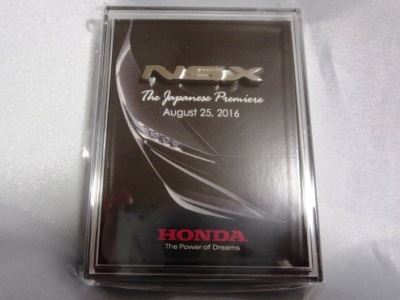 NSX
The Japanese Premiere
August 25, 2016
HONDA
The Power of Dreams